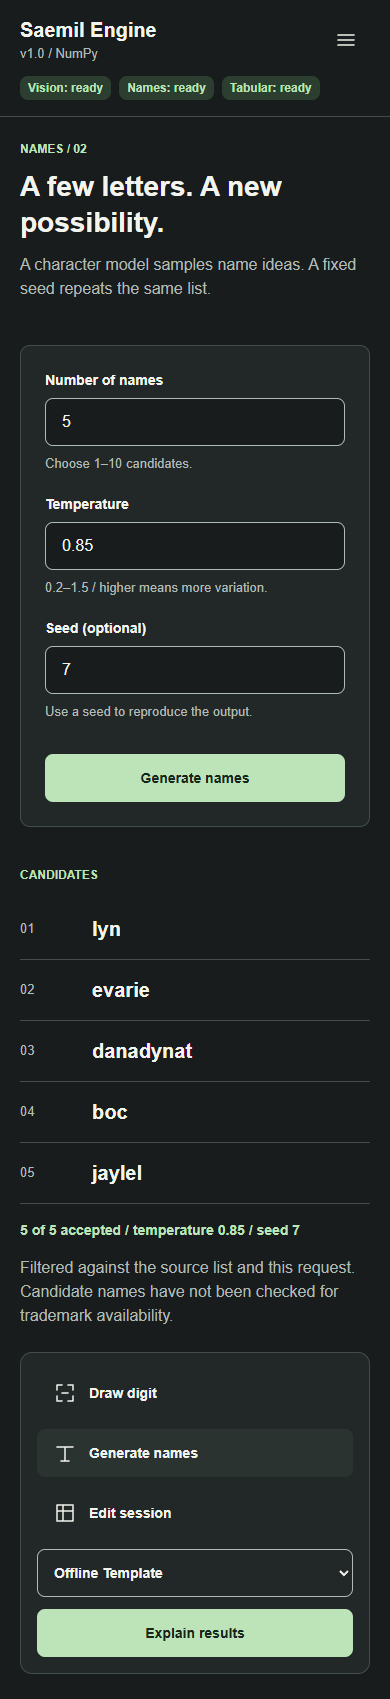 Saemil Engine
v1.0 / NumPy
Vision: ready
Names: ready
Tabular: ready
NAMES / 02
A few letters. A new
possibility.
A character model samples name ideas. A fixed
seed repeats the same list.
Number of names
5
Choose 1–10 candidates.
Temperature
0.85
0.2–1.5 / higher means more variation.
Seed (optional)
7
Use a seed to reproduce the output.
Generate names
CANDIDATES
01 lyn
02 evarie
03 danadynat
04 boc
05 jaylel
5 of 5 accepted / temperature 0.85 / seed 7
Filtered against the source list and this request.
Candidate names have not been checked for
trademark availability.
Draw digit
Generate names
Edit session
Offline Template
Explain results